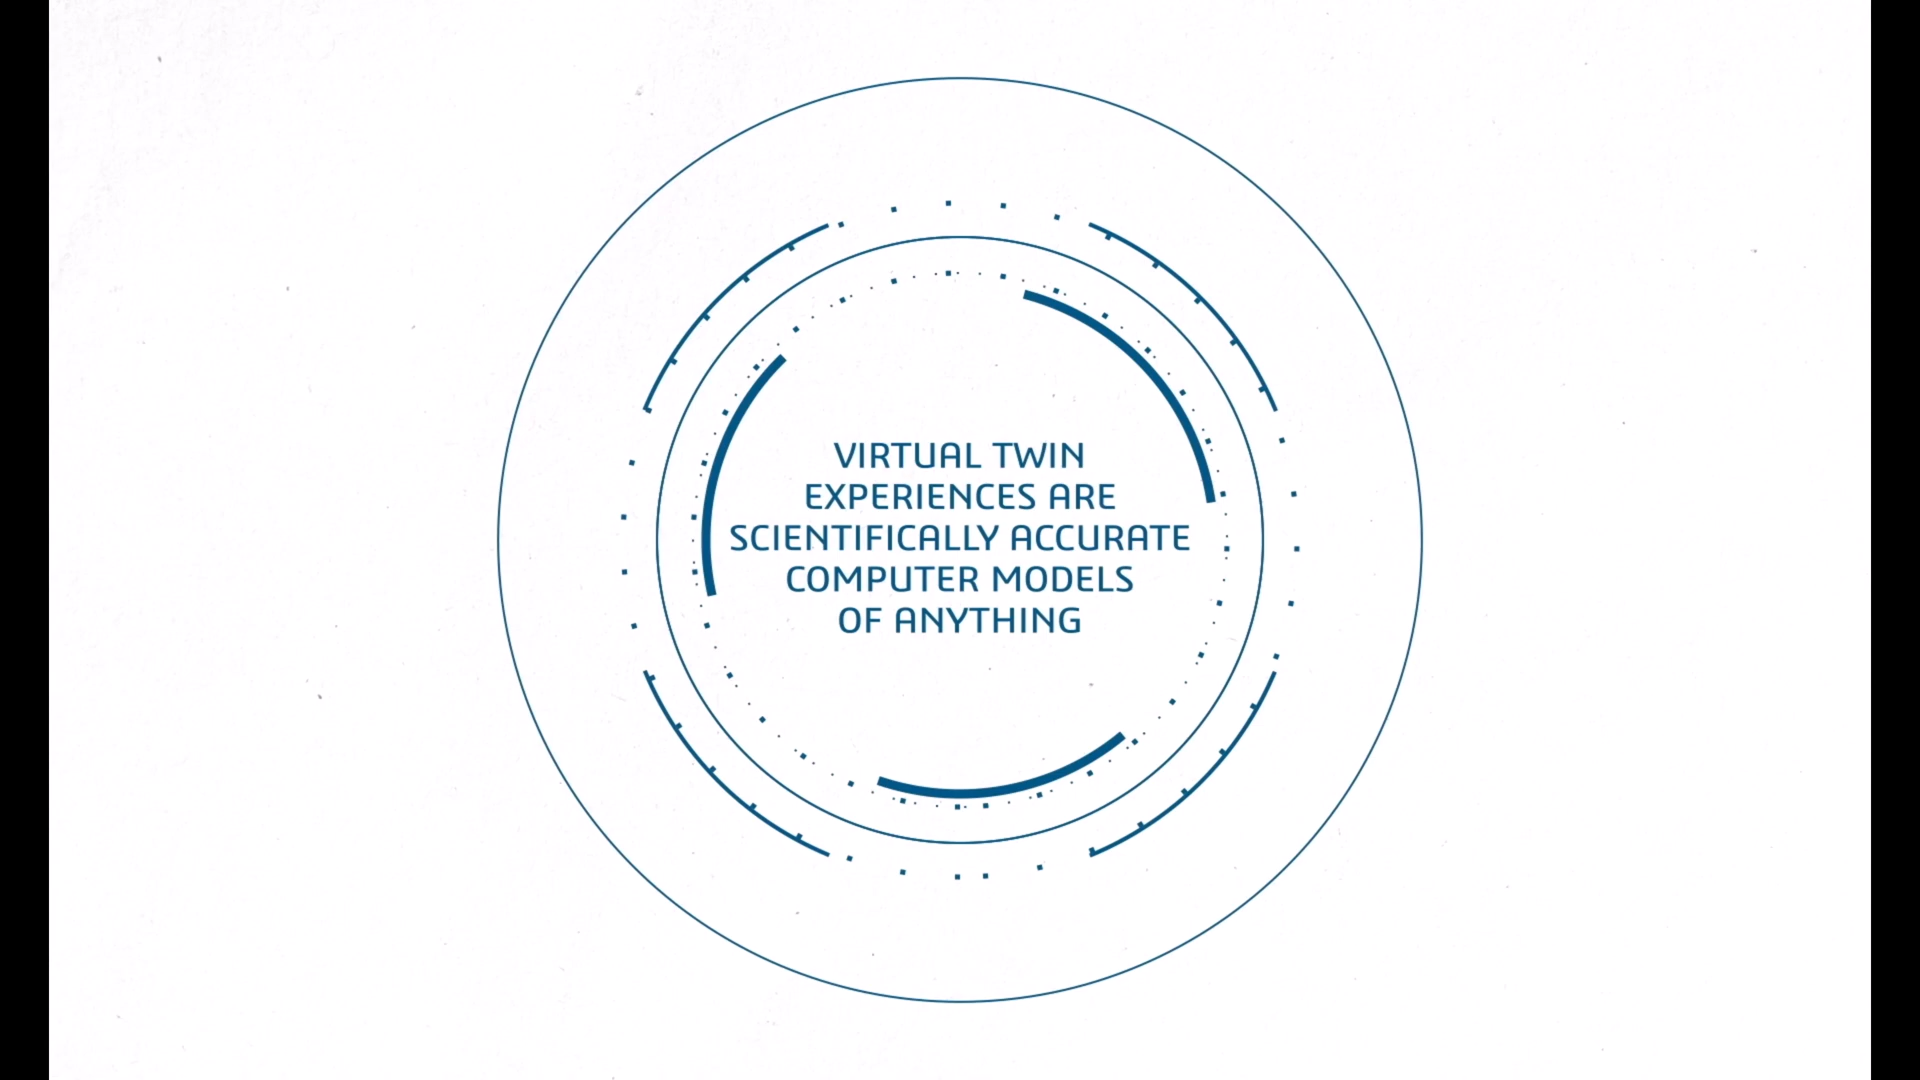 VIRTUAL TWIN
EXPERIENCES ARE
SCIENTIFICALLY ACCURATE
COMPUTER MODELS
OF ANYTHING